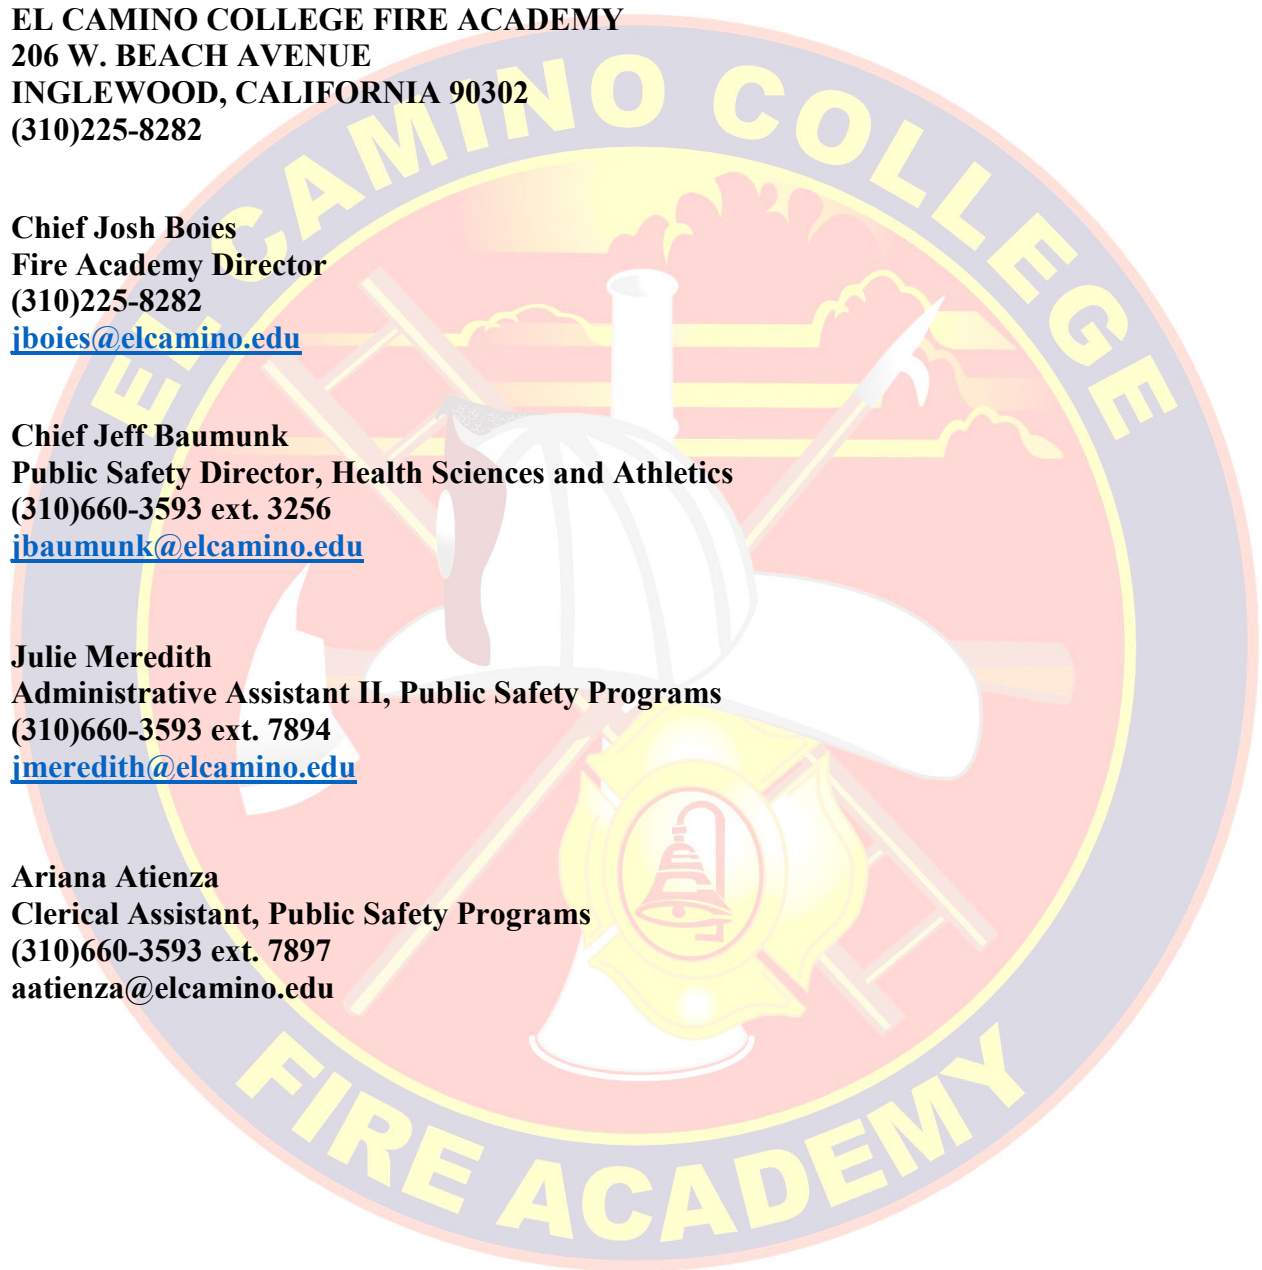 EL CAMINO COLLEGE FIRE ACADEMY
206 W. BEACH AVENUE
INGLEWOOD, CALIFORNIA 90302
(310)225-8282
Chief Josh Boies
Fire Academy Director
(310)225-8282
jboies@elcamino.edu
Chief Jeff Baumunk
Public Safety Director, Health Sciences and Athletics
(310)660-3593 ext. 3256
jbaumunk@elcamino.edu
Julie Meredith
Administrative Assistant II, Public Safety Programs
(310)660-3593 ext. 7894
jmeredith@elcamino.edu
Ariana Atienza
Clerical Assistant, Public Safety Programs
(310)660-3593 ext. 7897
aatienza@elcamino.edu
EL CAMINO COLLEGE
FIRE ACADEMY